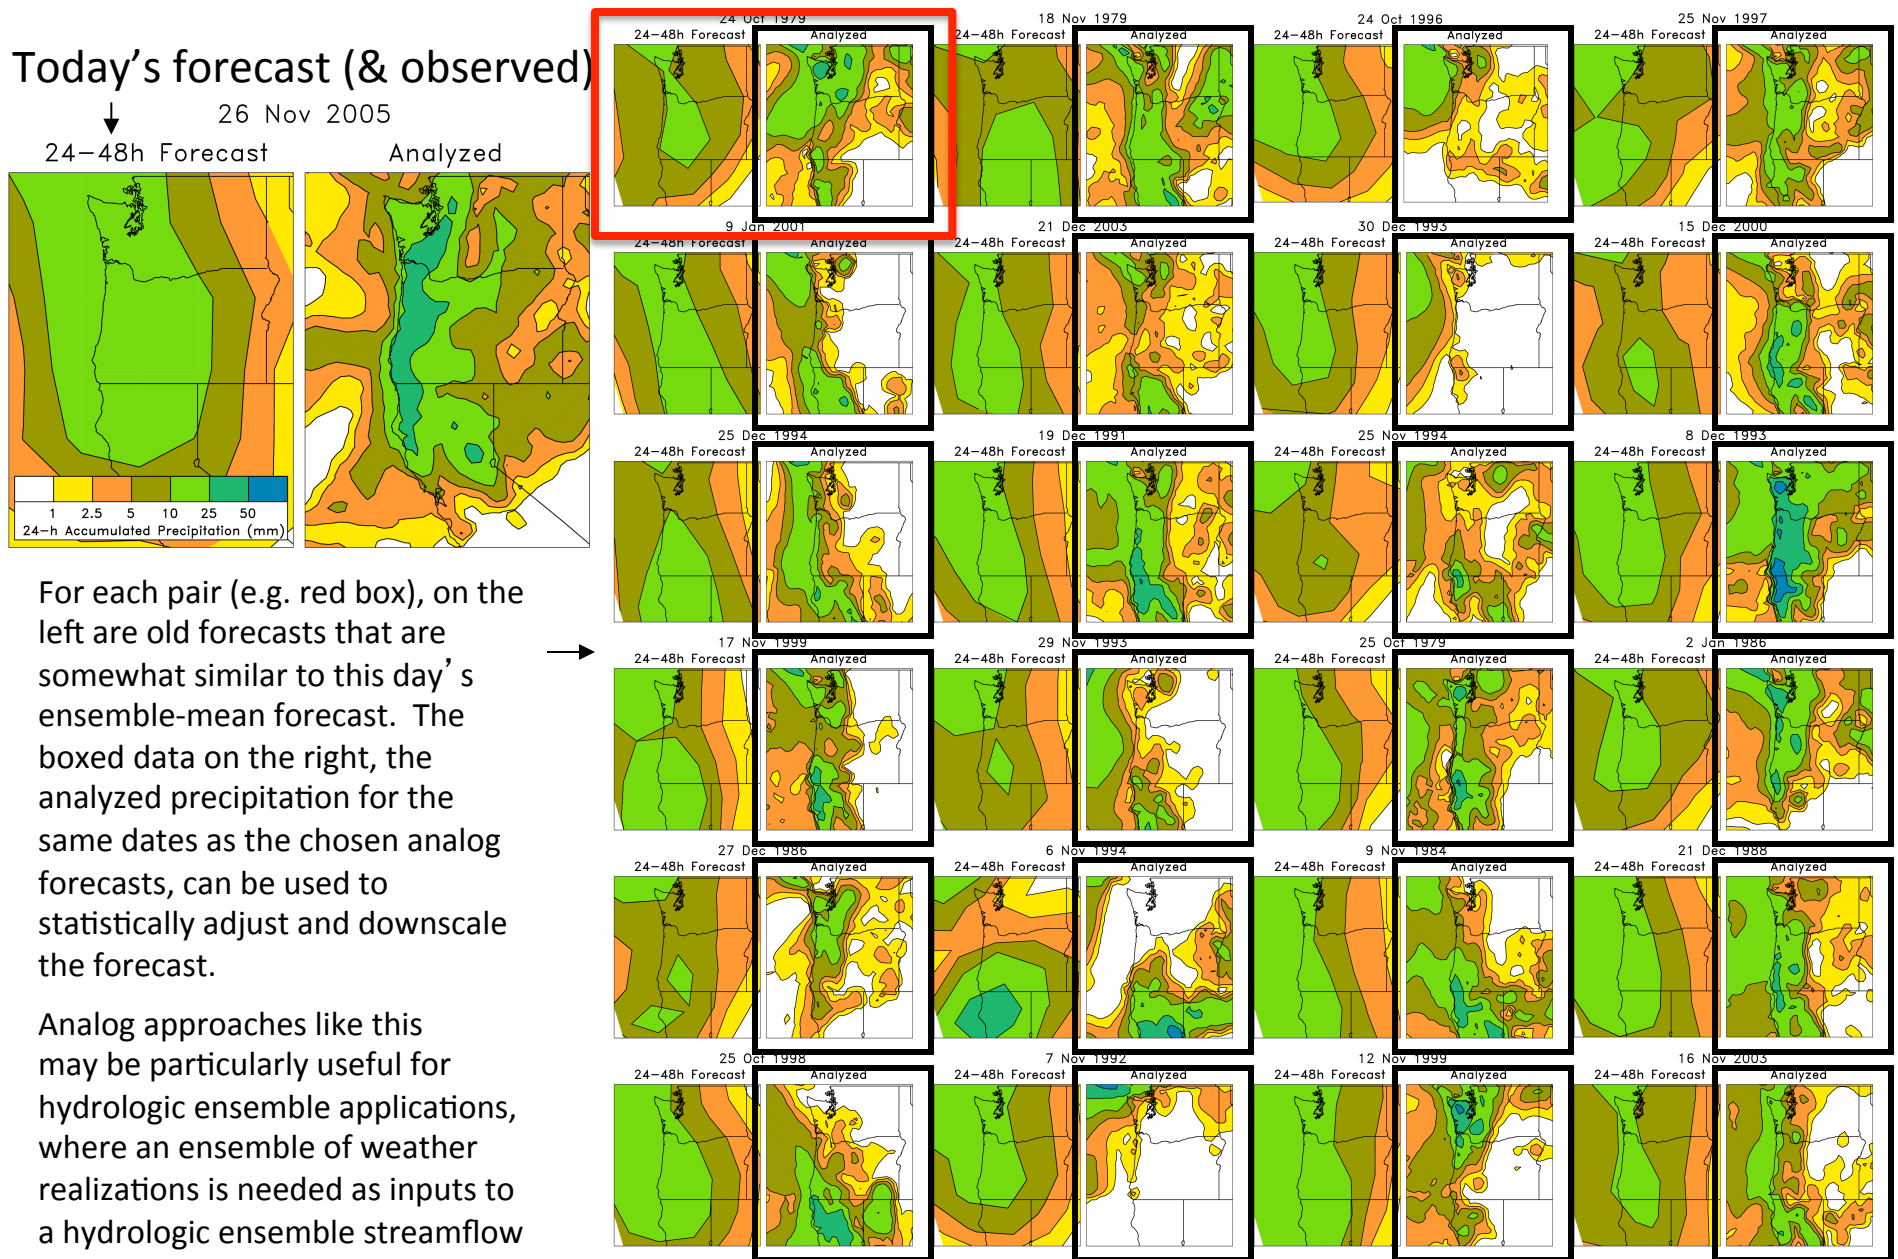 Today's forecast (& observed)
26 Nov 2005
24-48h Forecast Analyzed
1 2.5 5 10 25 50
24-h Accumulated Precipitation (mm)
For each pair (e.g. red box), on the
left are old forecasts that are
somewhat similar to this day's
ensemble-mean forecast. The
boxed data on the right, the
analyzed precipitation for the
same dates as the chosen analog
forecasts, can be used to
statistically adjust and downscale
the forecast.
Analog approaches like this
may be particularly useful for
hydrologic ensemble applications,
where an ensemble of weather
realizations is needed as inputs to
a hydrologic ensemble streamflow
24 Oct 1979 18 Nov 1979 24 Oct 1996 25 Nov 1997
24-48h Forecast Analyzed 24-48h Forecast Analyzed 24-48h Forecast Analyzed 24-48h Forecast Analyzed
9 Jan 2001 21 Dec 2003 30 Dec 1993 15 Dec 2000
24-48h Forecast Analyzed 24-48h Forecast Analyzed 24-48h Forecast Analyzed 24-48h Forecast Analyzed
25 Dec 1994 19 Dec 1991 25 Nov 1994 8 Dec 1993
24-48h Forecast Analyzed 24-48h Forecast Analyzed 24-48h Forecast Analyzed 24-48h Forecast Analyzed
17 Nov 1999 29 Nov 1993 25 Oct 1979 2 Jan 1986
24-48h Forecast Analyzed 24-48h Forecast Analyzed 24-48h Forecast Analyzed 24-48h Forecast Analyzed
27 Dec 1986 6 Nov 1994 9 Nov 1984 21 Dec 1988
24-48h Forecast Analyzed 24-48h Forecast Analyzed 24-48h Forecast Analyzed 24-48h Forecast Analyzed
25 Oct 1998 7 Nov 1992 12 Nov 1999 16 Nov 2003
24-48h Forecast Analyzed 24-48h Forecast Analyzed 24-48h Forecast Analyzed 24-48h Forecast Analyzed